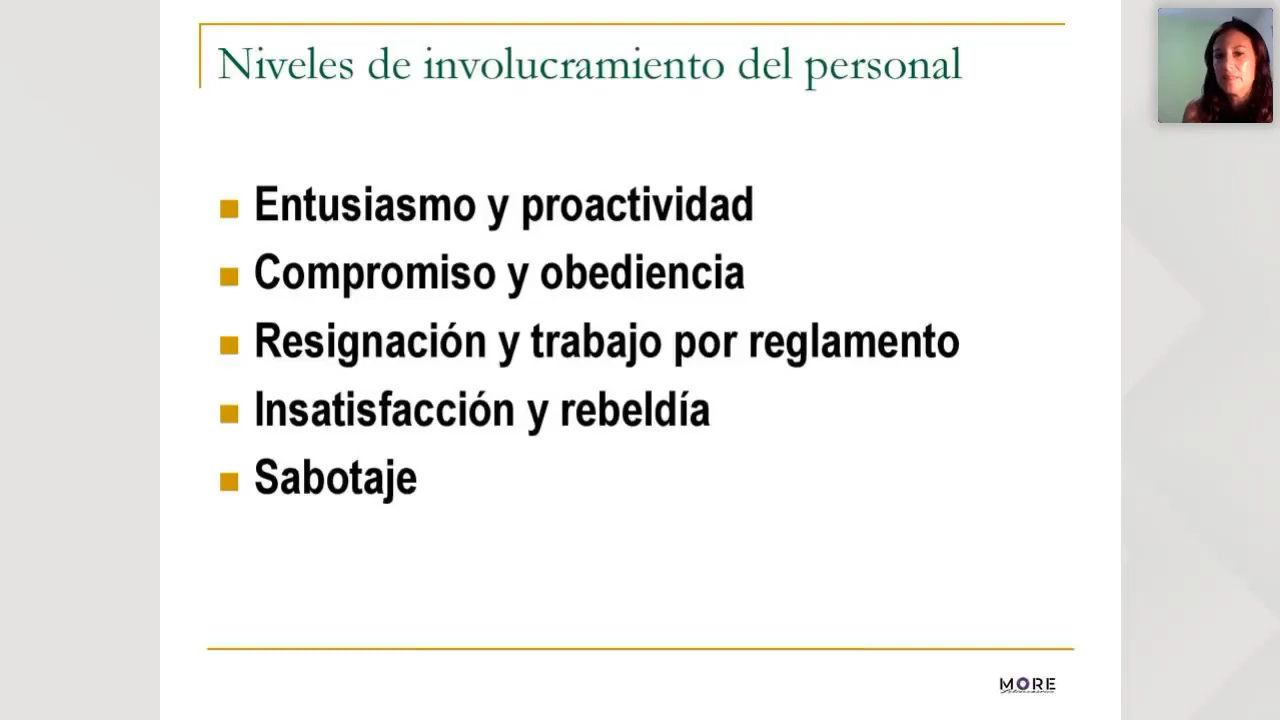 Niveles de involucramiento del personal
Entusiasmo y proactividad
Compromiso y obediencia
Resignación y trabajo por reglamento
Insatisfacción y rebeldía
Sabotaje
MORE